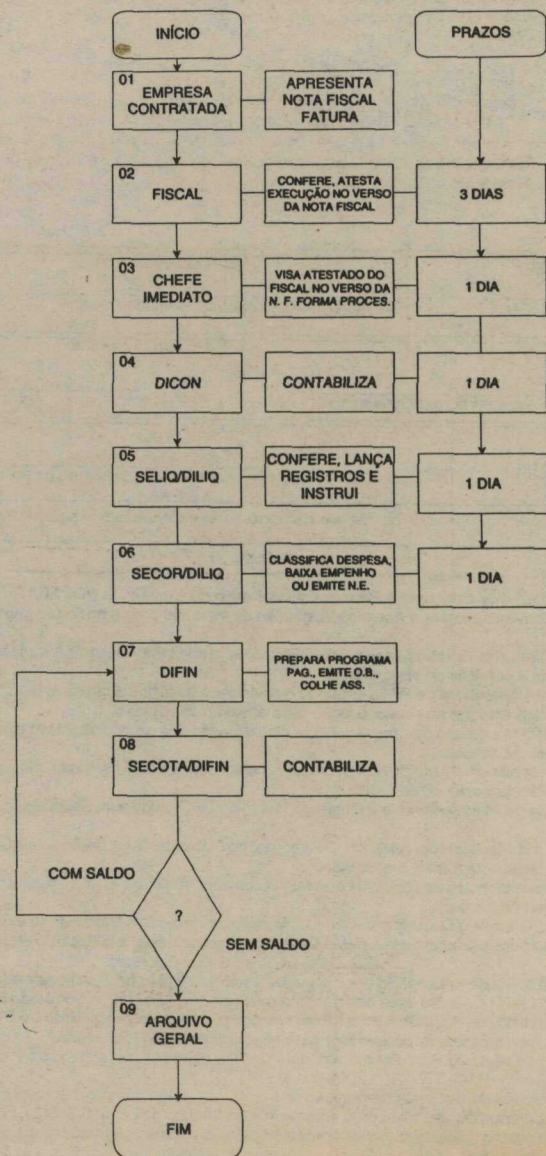 INÍCIO
PRAZOS
01
EMPRESA
CONTRATADA
APRESENTA
NOTA FISCAL
FATURA
02
FISCAL
CONFERE, ATESTA
EXECUÇÃO NO VERSO
DA NOTA FISCAL
3 DIAS
03
CHEFE
IMEDIATO
VISA ATESTADO DO
FISCAL NO VERSO DA
N. F. FORMA PROCES.
1 DIA
04
DICON
CONTABILIZA
1 DIA
05
SELIQ/DILIQ
CONFERE, LANÇA
REGISTROS E
INSTRUI
1 DIA
06
SECOR/DILIQ
CLASSIFICA DESPESA,
BAIXA EMPENHO
OU EMITE N.E.
1 DIA
07
DIFIN
PREPARA PROGRAMA
PAG., EMITE O.B.,
COLHE ASS.
08
SECOTA/DIFIN
CONTABILIZA
COM SALDO
?
SEM SALDO
09
ARQUIVO
GERAL
FIM